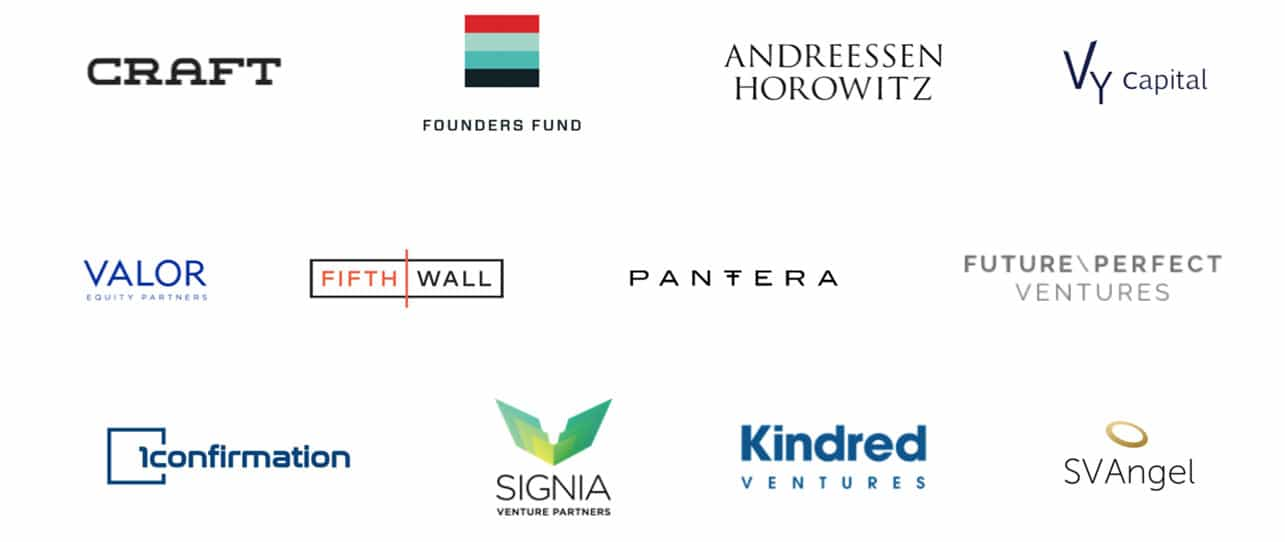 CRAFT
FOUNDERS FUND
ANDREESSEN
HOROWITZ
Vy Capital
VALOR
EQUITY PARTNERS
FIFTH WALL
PANTERA
FUTURE\PERFECT
VENTURES
1confirmation
SIGNIA
VENTURE PARTNERS
Kindred
VENTURES
SVAngel